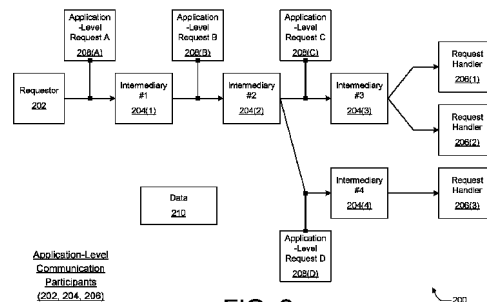 Application
-Level
Request A
208(A)
Application
-Level
Request B
208(B)
Application
-Level
Request C
208(C)
Requestor
202
Intermediary
#1
204(1)
Intermediary
#2
204(2)
Intermediary
#3
204(3)
Request
Handler
206(1)
Request
Handler
206(2)
Data
210
Intermediary
#4
204(4)
Request
Handler
206(3)
Application
-Level
Request D
208(D)
Application-Level
Communication
Participants
(202, 204, 206)
200